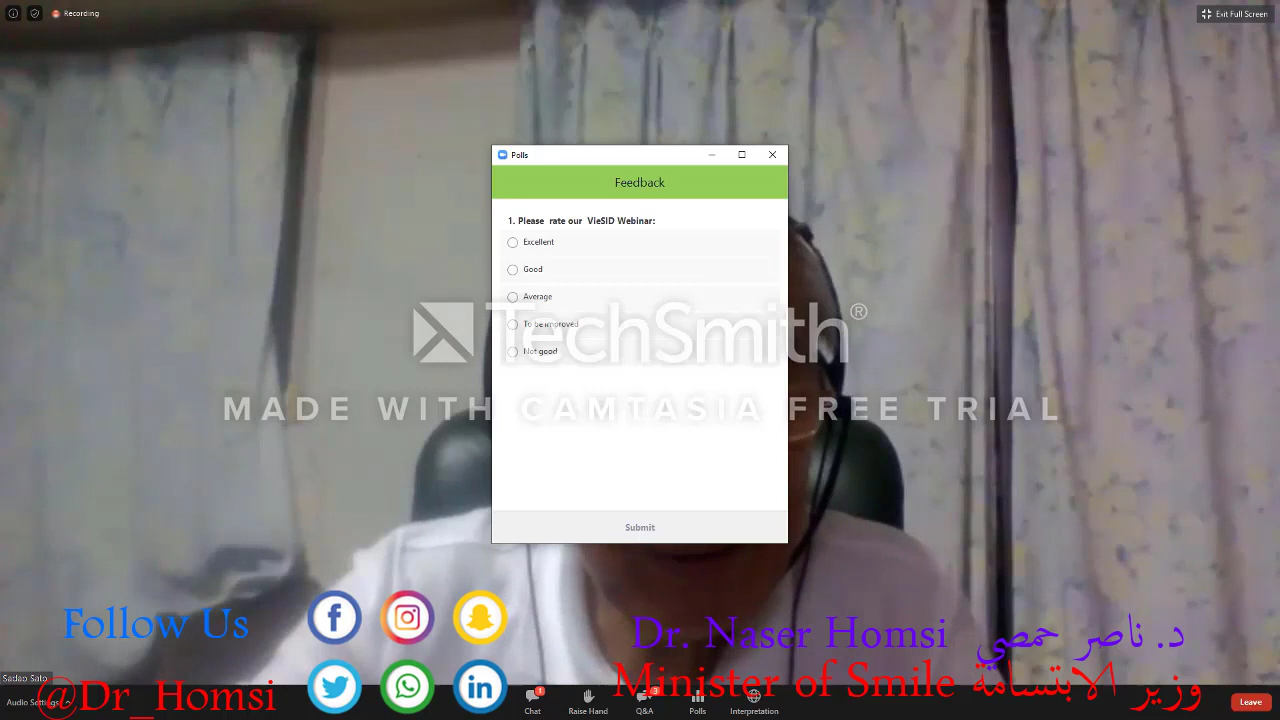 Recording
Exit Full Screen
Polls
Feedback
1. Please rate our VieSID Webinar:
Excellent
Good
Average
To be improved
Not good
TechSmith®
MADE WITH CAMTASIA FREE TRIAL
Submit
Follow Us
Dr. Naser Homsi د. ناصر حمصي
Sadao Sato
@Dr_Homsi
Minister of Smile وزير الابتسامة
Audio Settings
Chat
1
Raise Hand
Q&A
3
Polls
Interpretation
Leave